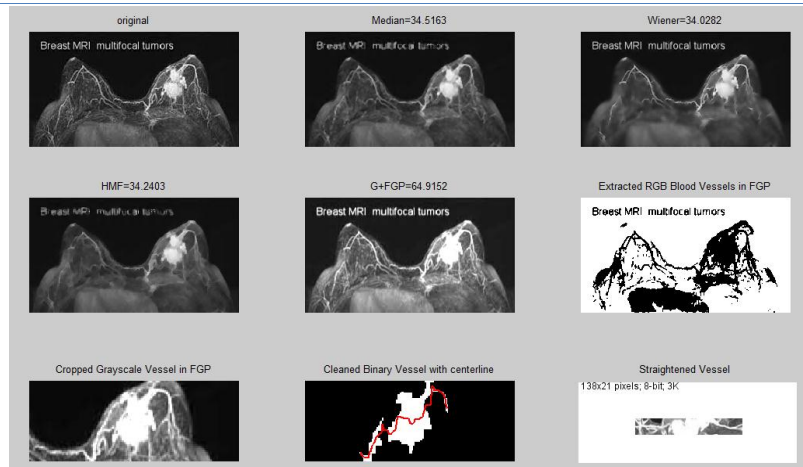 original
Median=34.5163
Wiener=34.0282
Breast MRI multifocal tumors
Breast MRI multifocal tumors
Breast MRI multifocal tumors
HMF=34.2403
G+FGP=64.9152
Extracted RGB Blood Vessels in FGP
Breast MRI multifocal tumors
Breast MRI multifocal tumors
Breast MRI multifocal tumors
Cropped Grayscale Vessel in FGP
Cleaned Binary Vessel with centerline
Straightened Vessel
138x21 pixels; 8-bit; 3K